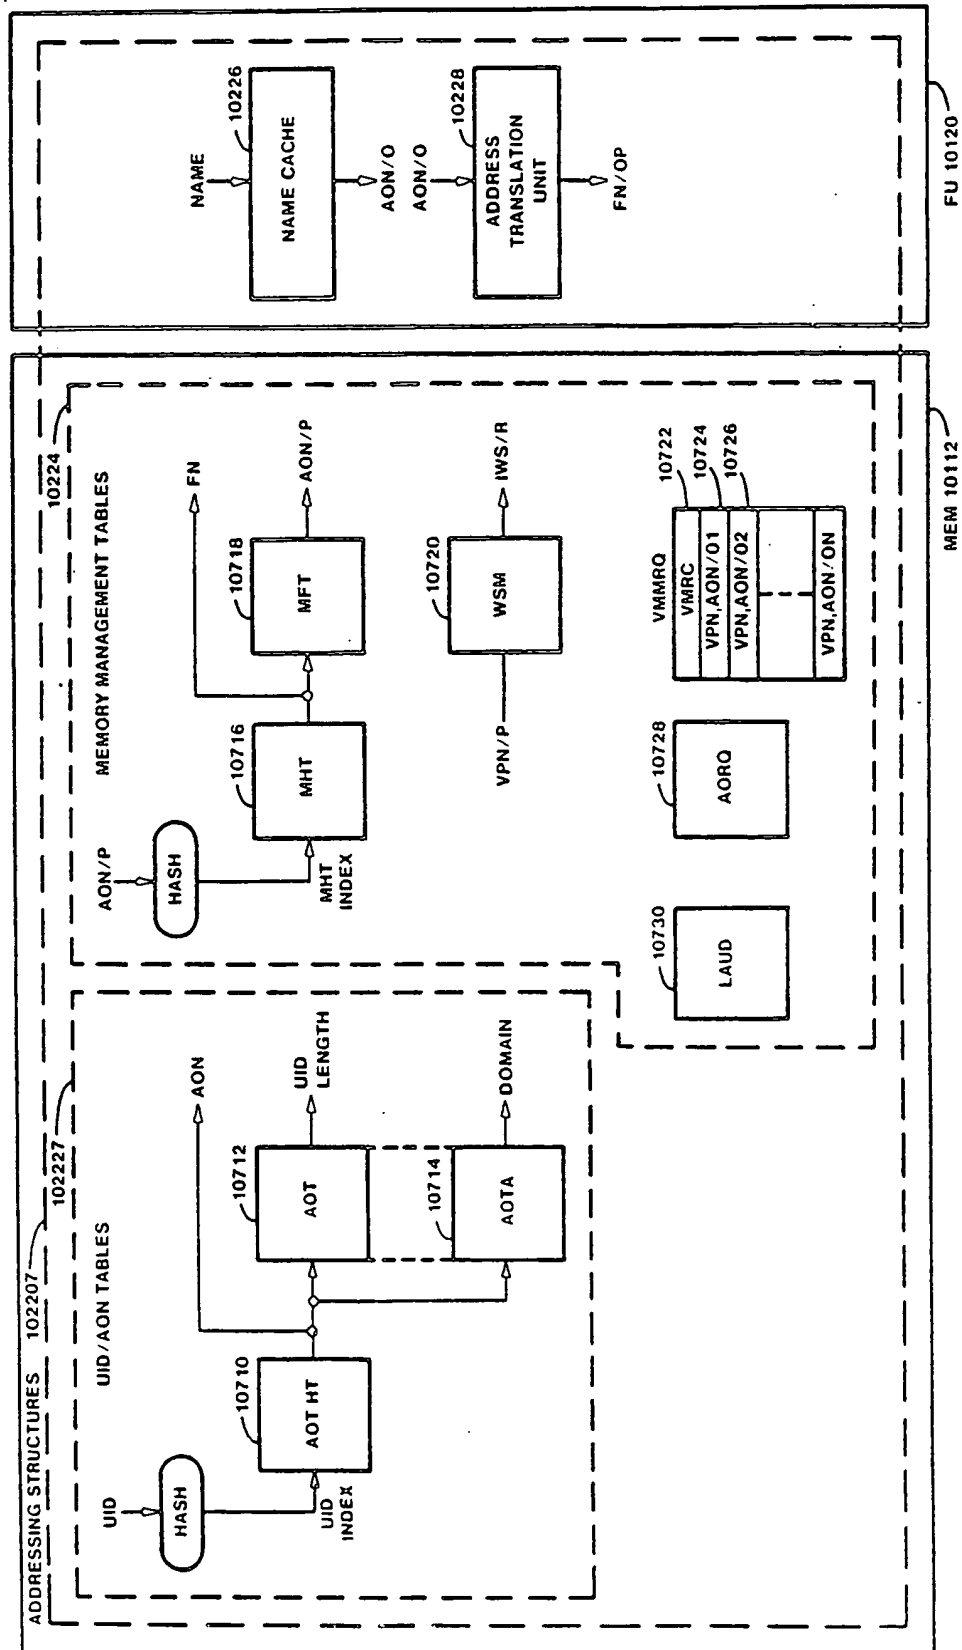 ADDRESSING STRUCTURES 102207
102227
UID/AON TABLES
UID
HASH
UID
INDEX
10710
AOT HT
AON
10712
AOT
UID
LENGTH
10714
AOTA
DOMAIN
10224
MEMORY MANAGEMENT TABLES
AON/P
HASH
MHT
INDEX
10716
MHT
FN
10718
MFT
AON/P
VPN/P
10720
WSM
IWS/R
10730
LAUD
10728
AORQ
VMMRQ
VMRC
10722
VPN,AON/01
10724
VPN,AON/02
10726
VPN,AON/ON
MEM 10112
NAME
10226
NAME CACHE
AON/O
AON/O
10228
ADDRESS
TRANSLATION
UNIT
FN/OP
FU 10120